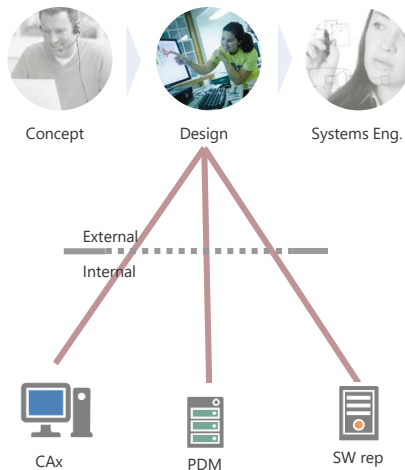 Concept
Design
Systems Eng.
External
Internal
CAx
PDM
SW rep